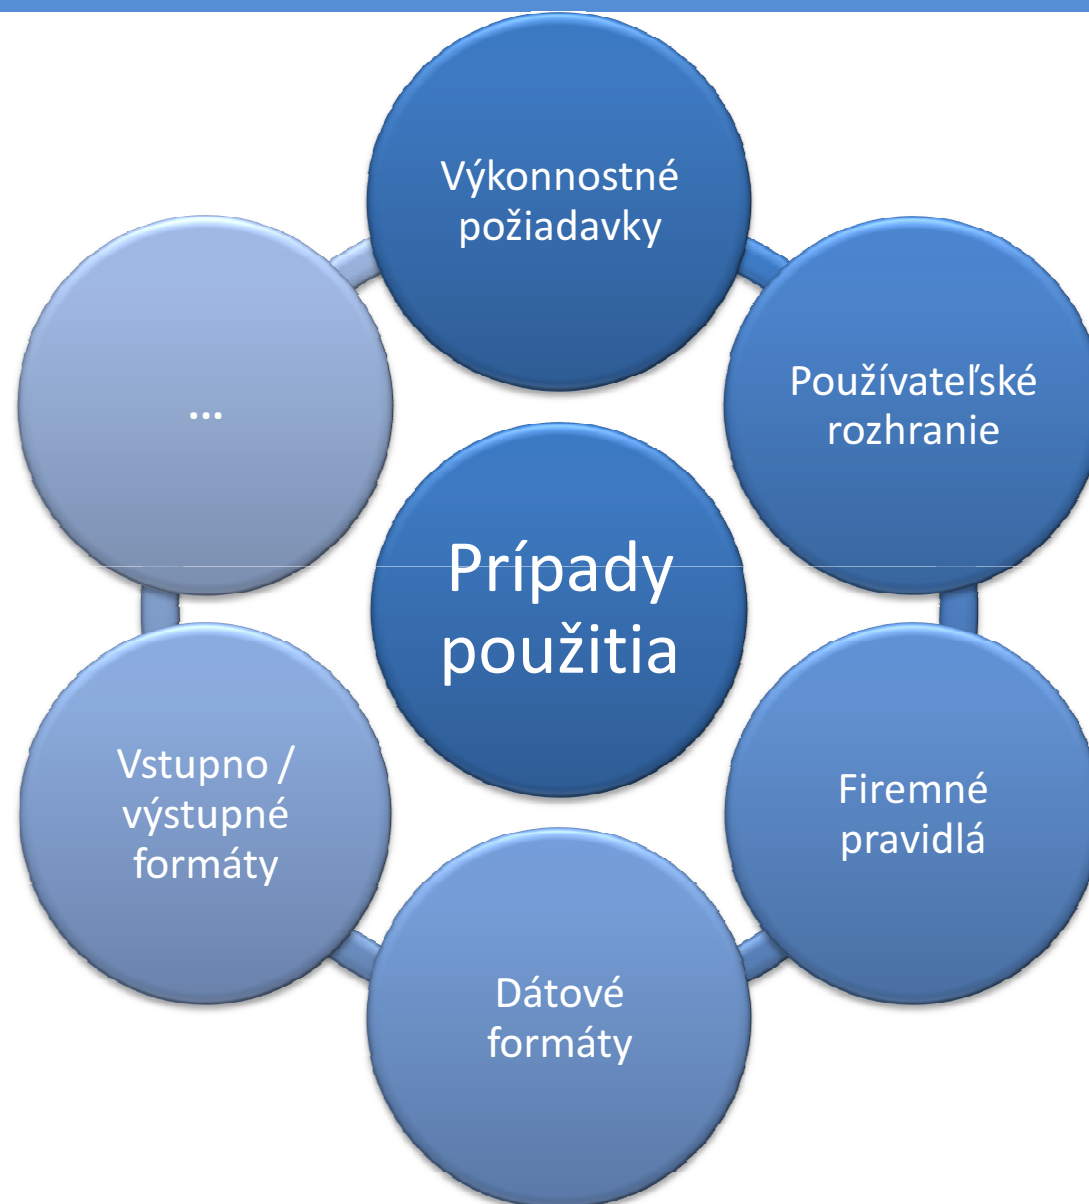 Výkonnostné
požiadavky
Používateľské
rozhranie
...
Prípady
použitia
Firemné
pravidlá
Vstupno /
výstupné
formáty
Dátové
formáty